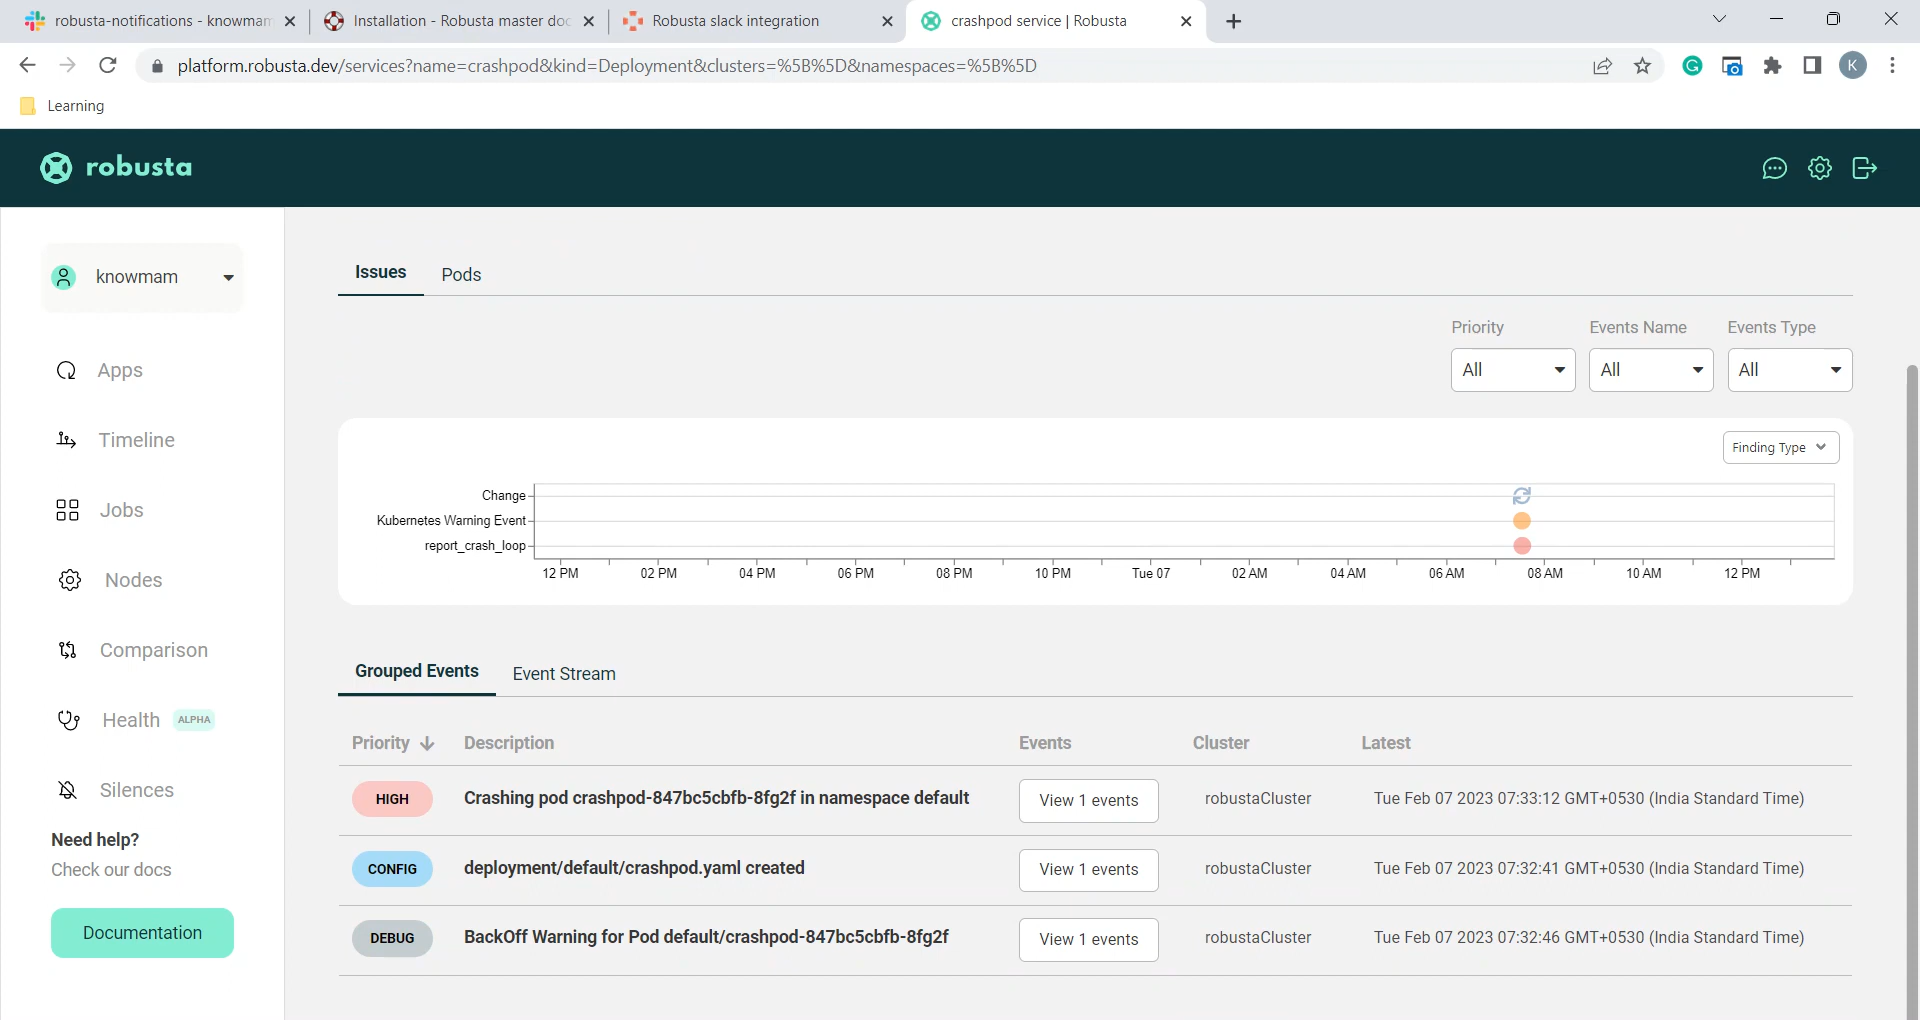 robusta-notifications - knowmam
Installation - Robusta master doc
Robusta slack integration
crashpod service | Robusta
platform.robusta.dev/services?name=crashpod&kind=Deployment&clusters=%5B%5D&namespaces=%5B%5D
K
Learning
robusta
knowmam
Apps
Timeline
Jobs
Nodes
Comparison
Health ALPHA
Silences
Need help?
Check our docs
Documentation
Issues Pods
Priority Events Name Events Type
All All All
Finding Type
Change
Kubernetes Warning Event
report_crash_loop
12 PM 02 PM 04 PM 06 PM 08 PM 10 PM Tue 07 02 AM 04 AM 06 AM 08 AM 10 AM 12 PM
Grouped Events Event Stream
Priority Description Events Cluster Latest
HIGH Crashing pod crashpod-847bc5cbfb-8fg2f in namespace default View 1 events robustaCluster Tue Feb 07 2023 07:33:12 GMT+0530 (India Standard Time)
CONFIG deployment/default/crashpod.yaml created View 1 events robustaCluster Tue Feb 07 2023 07:32:41 GMT+0530 (India Standard Time)
DEBUG BackOff Warning for Pod default/crashpod-847bc5cbfb-8fg2f View 1 events robustaCluster Tue Feb 07 2023 07:32:46 GMT+0530 (India Standard Time)